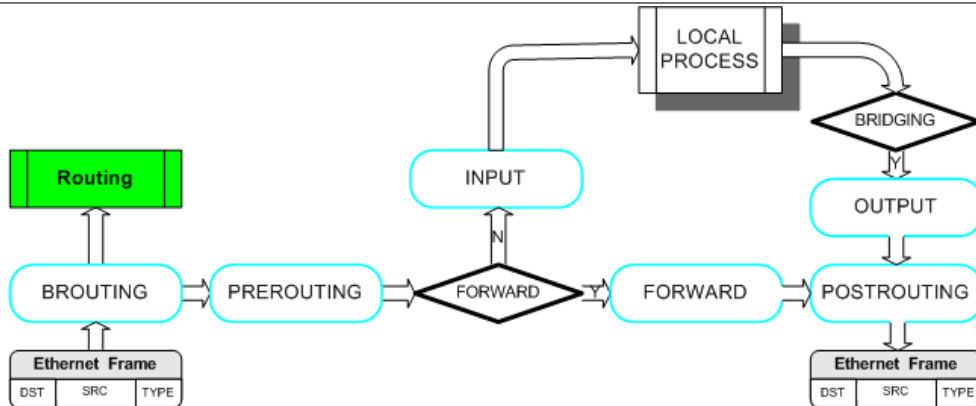 LOCAL
PROCESS
BRIDGING
Routing
INPUT
Y
OUTPUT
N
BROUTING
PREROUTING
FORWARD
Y
FORWARD
POSTROUTING
Ethernet Frame
DST
SRC
TYPE
Ethernet Frame
DST
SRC
TYPE